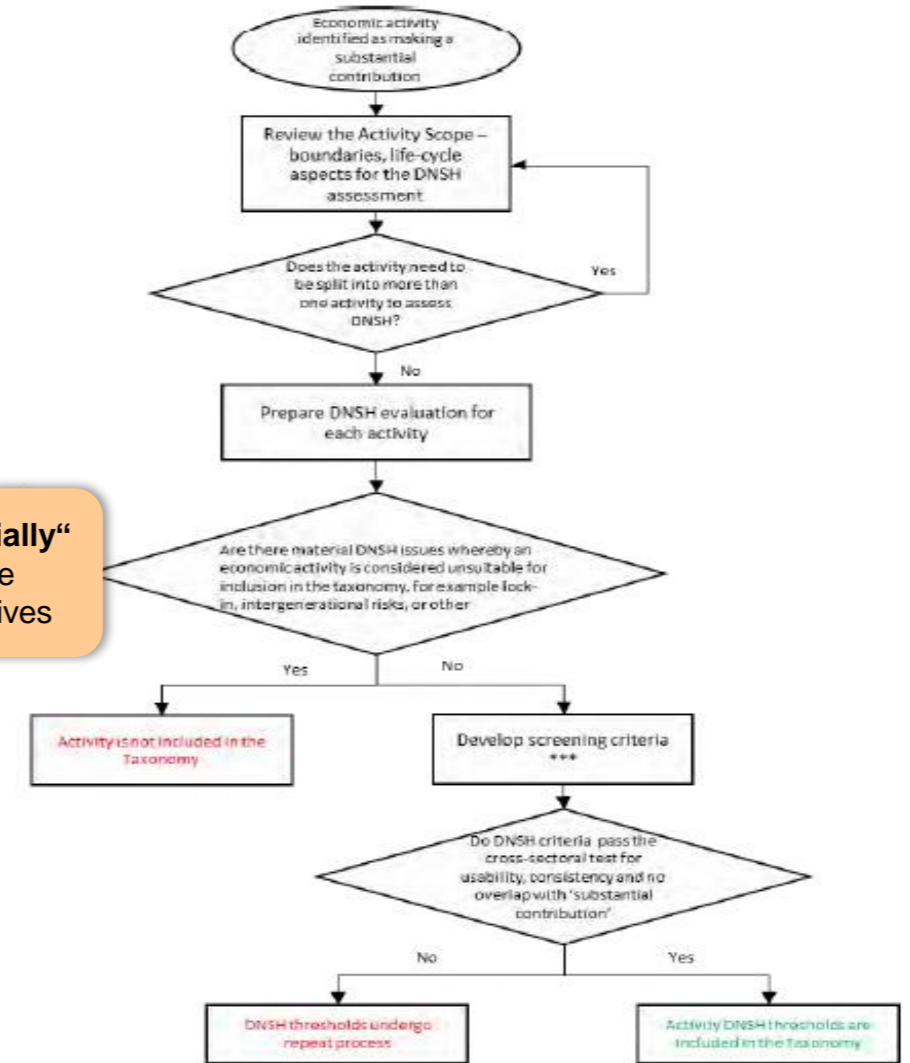 Economic activity
identified as making a
substantial
contribution
Review the Activity Scope –
boundaries, life-cycle
aspects for the DNSH
assessment
Does the activity need to
be split into more than
one activity to assess
DNSH?
Yes
No
Prepare DNSH evaluation for
each activity
ially“
e
ives
Are there material DNSH issues whereby an
economic activity is considered unsuitable for
inclusion in the taxonomy, for example lock-
in, intergenerational risks, or other
Yes
No
Activity is not included in the
Taxonomy
Develop screening criteria
***
Do DNSH criteria pass the
cross-sectoral test for
usability, consistency and no
overlap with ‘substantial
contribution’
No
Yes
DNSH thresholds undergo
repeat process
Activity DNSH thresholds are
included in the Taxonomy